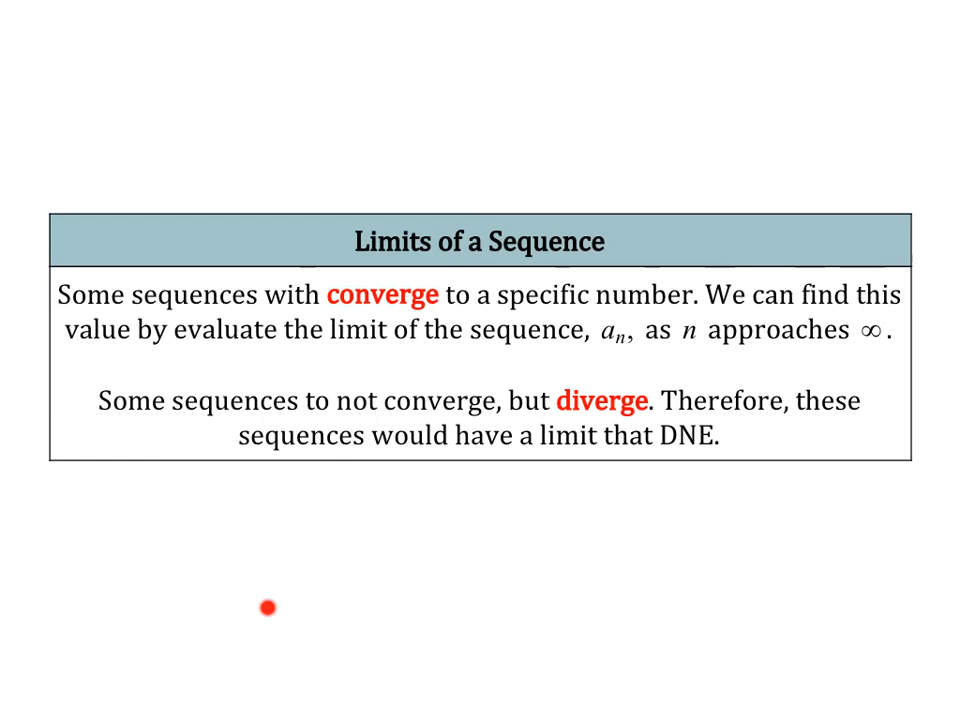 Limits of a Sequence
Some sequences with converge to a specific number. We can find this
value by evaluate the limit of the sequence, aₙ, as n approaches ∞.
Some sequences to not converge, but diverge. Therefore, these
sequences would have a limit that DNE.